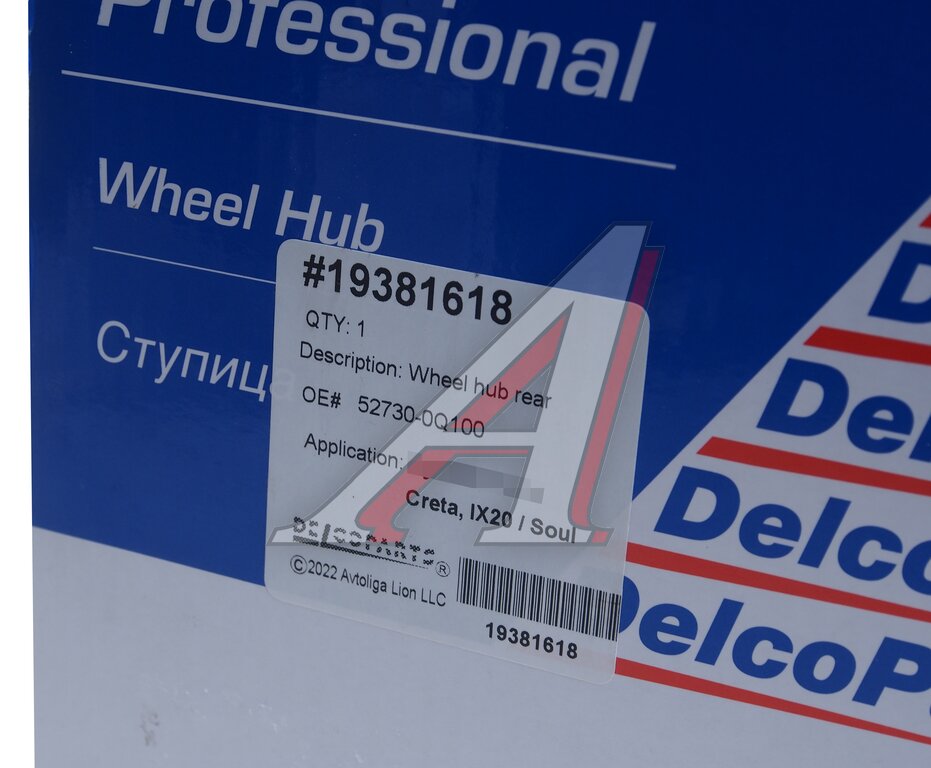 Professional
Wheel Hub
Ступица
#19381618
QTY: 1
Description: Wheel hub rear
OE# 52730-0Q100
Application:
Creta, IX20 / Soul
DELCOPARTS ®
©2022 Avtoliga Lion LLC
19381618
D
Del
Delco
DelcoP